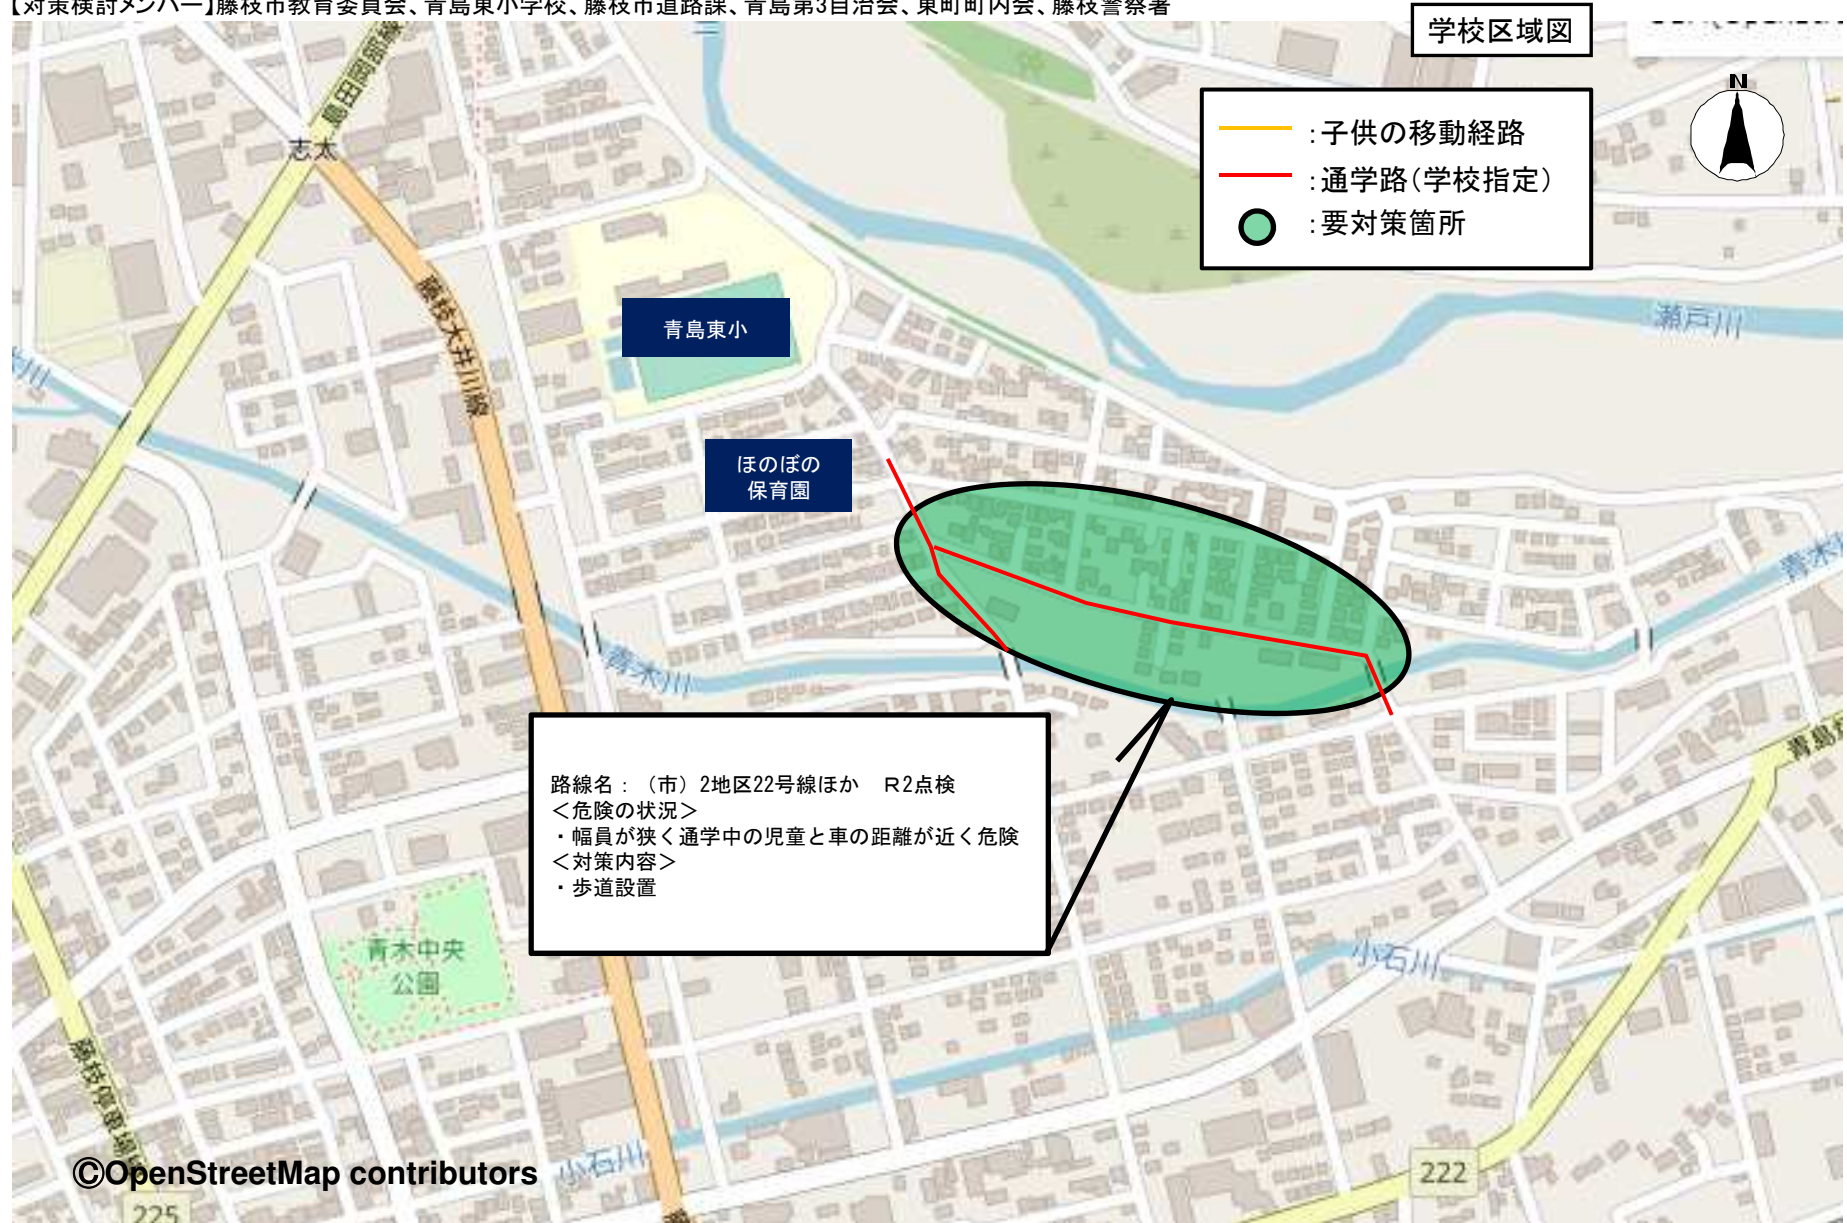 【対策検討メンバー】藤枝市教育委員会、青島東小学校、藤枝市道路課、青島第3自治会、東町町内会、藤枝警察署
学校区域図
N
:子供の移動経路
:通学路（学校指定）
:要対策箇所
島田岡部線
志太
藤枝大井川線
青島東小
瀬戸川
ほのぼの
保育園
青木川
路線名：（市）2地区22号線ほか　R2点検
＜危険の状況＞
・幅員が狭く通学中の児童と車の距離が近く危険
＜対策内容＞
・歩道設置
青木中央
公園
小石川
小石川
©OpenStreetMap contributors
222
225